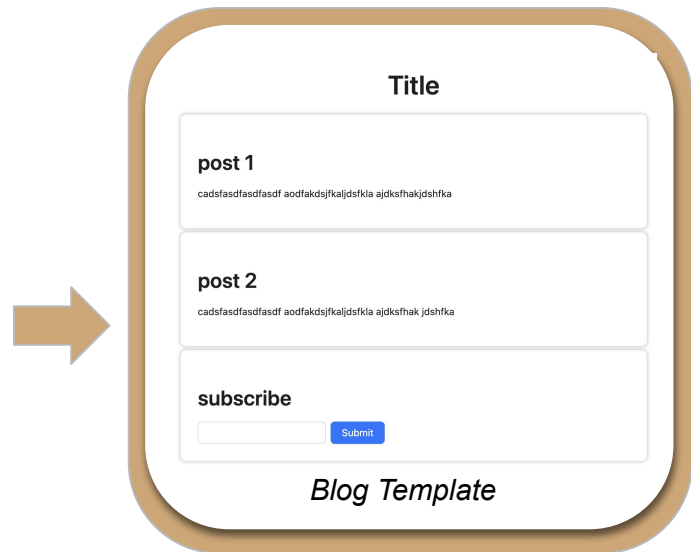 Title
post 1
cadsfasdfasdfasdf aodfakdsjfkaljdsfkla ajdksfhakjdshfka
post 2
cadsfasdfasdfasdf aodfakdsjfkaljdsfkla ajdksfhak jdshfka
subscribe
Submit
Blog Template